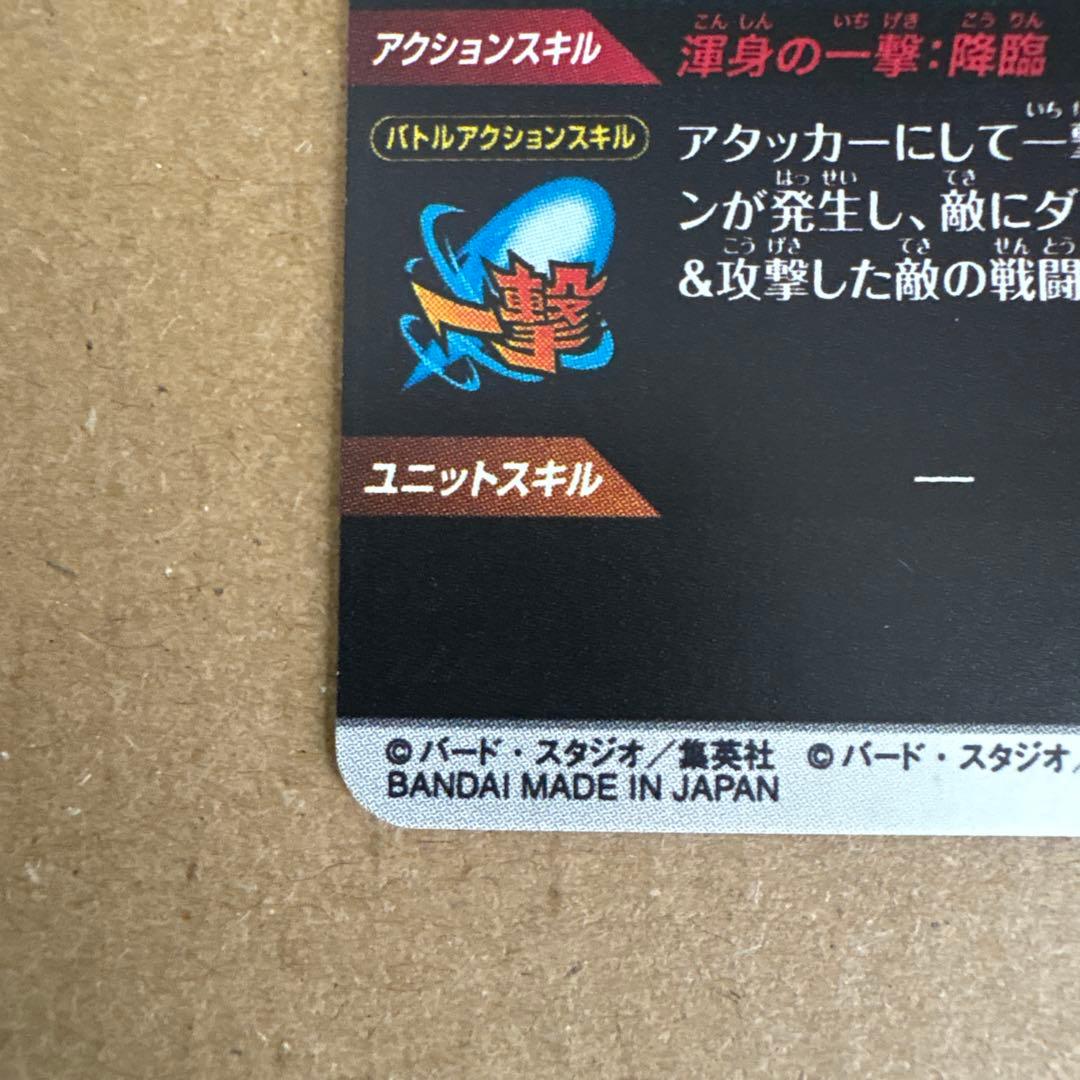 アクションスキル
渾身の一撃:降臨
こんしん いちげき こうりん
バトルアクションスキル
アタッカーにして一撃
いち
ンが発生し、敵にダ
はっせい てき
&攻撃した敵の戦闘
こうげき てき せんとう
一撃
ユニットスキル
—
©バード・スタジオ/集英社 ©バード・スタジオ/
BANDAI MADE IN JAPAN